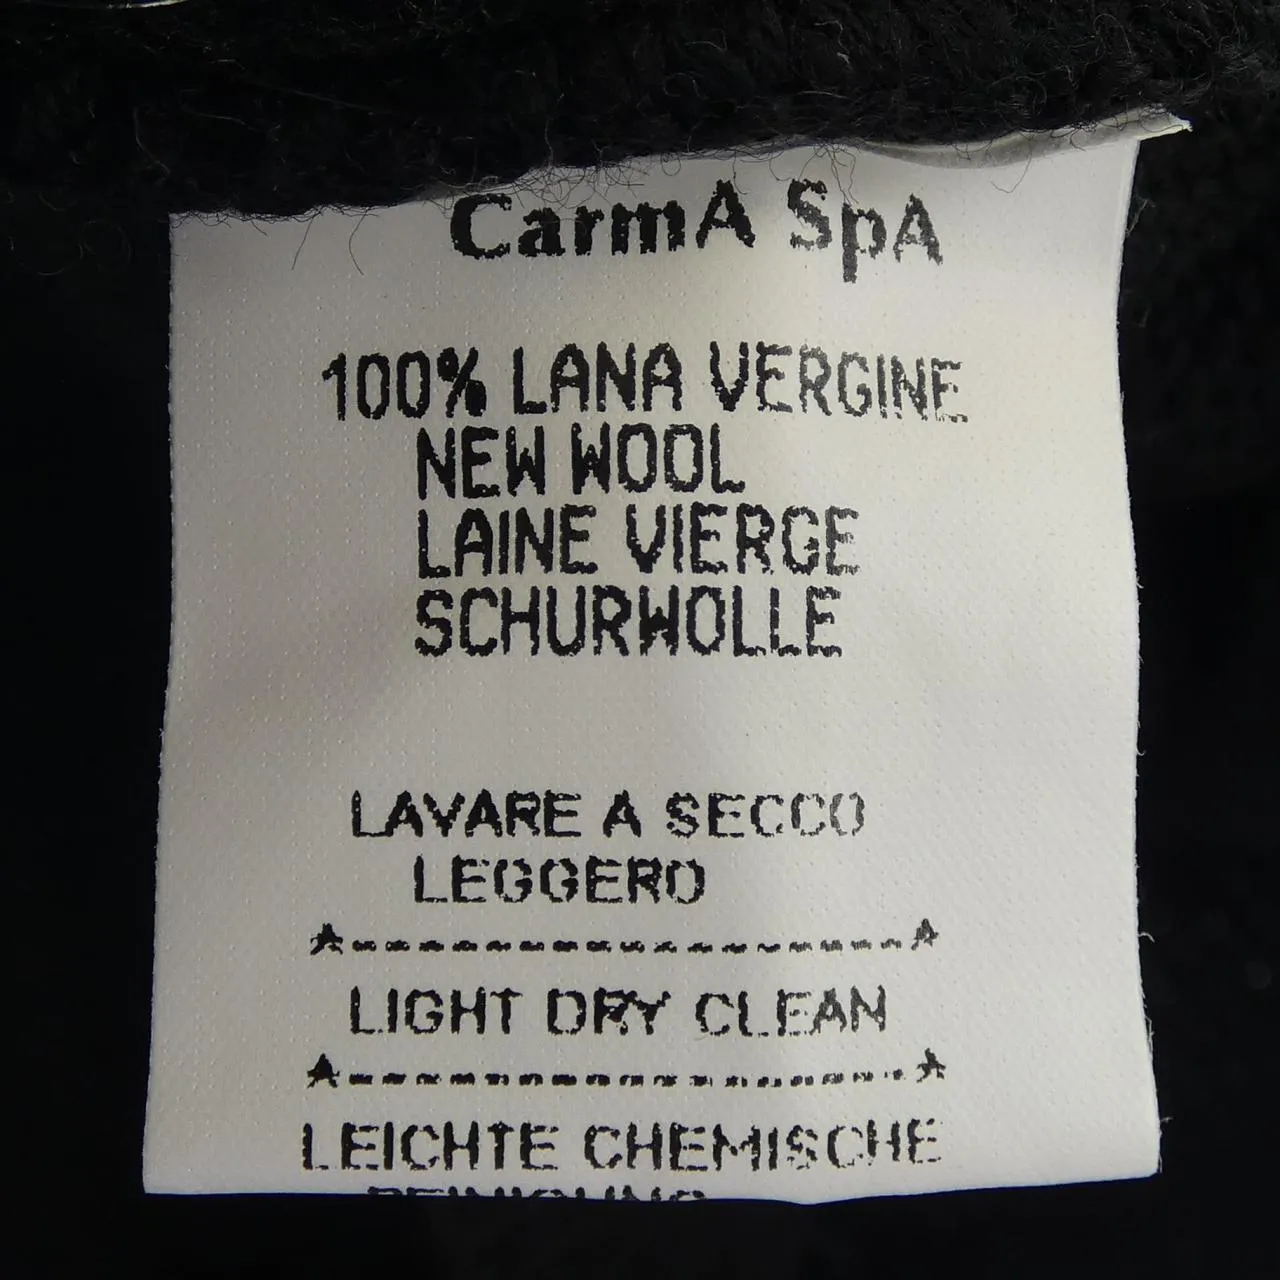 CarmA SpA
100% LANA VERGINE
NEW WOOL
LAINE VIERGE
SCHURWOLLE
LAVARE A SECCO
LEGGERO
LIGHT DRY CLEAN
LEICHTE CHEMISCHE